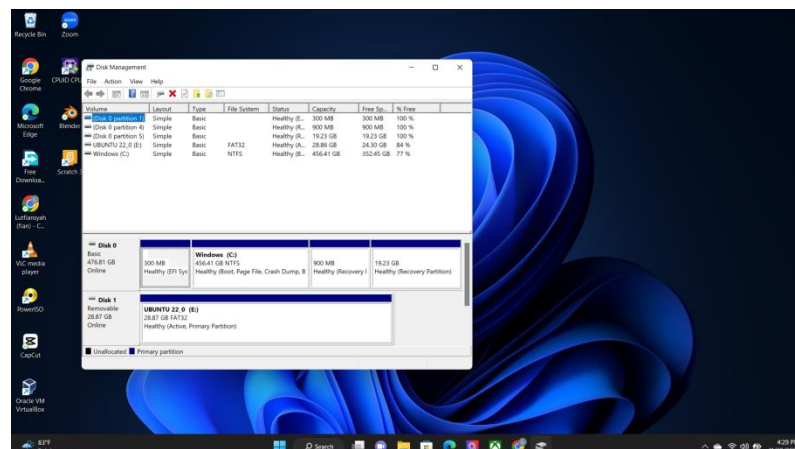 Recycle Bin
Zoom
Google Chrome
CPUID CPU
Microsoft Edge
Blender
Free Downloa...
Scratch 3
Lutfiansyah (fian) - C...
VLC media player
PowerISO
CapCut
Oracle VM VirtualBox
Disk Management
File Action View Help
Volume Layout Type File System Status Capacity Free Sp... % Free
(Disk 0 partition 1) Simple Basic Healthy (E... 300 MB 300 MB 100 %
(Disk 0 partition 4) Simple Basic Healthy (R... 900 MB 900 MB 100 %
(Disk 0 partition 5) Simple Basic Healthy (R... 19.23 GB 19.23 GB 100 %
UBUNTU 22_0 (E:) Simple Basic FAT32 Healthy (A... 28.86 GB 24.30 GB 84 %
Windows (C:) Simple Basic NTFS Healthy (B... 456.41 GB 352.45 GB 77 %
Disk 0
Basic
476.81 GB
Online
300 MB
Healthy (EFI Sys
Windows (C:)
456.41 GB NTFS
Healthy (Boot, Page File, Crash Dump, B
900 MB
Healthy (Recovery I
19.23 GB
Healthy (Recovery Partition)
Disk 1
Removable
28.87 GB
Online
UBUNTU 22_0 (E:)
28.87 GB FAT32
Healthy (Active, Primary Partition)
Unallocated Primary partition
83°F
Search
4:29 P